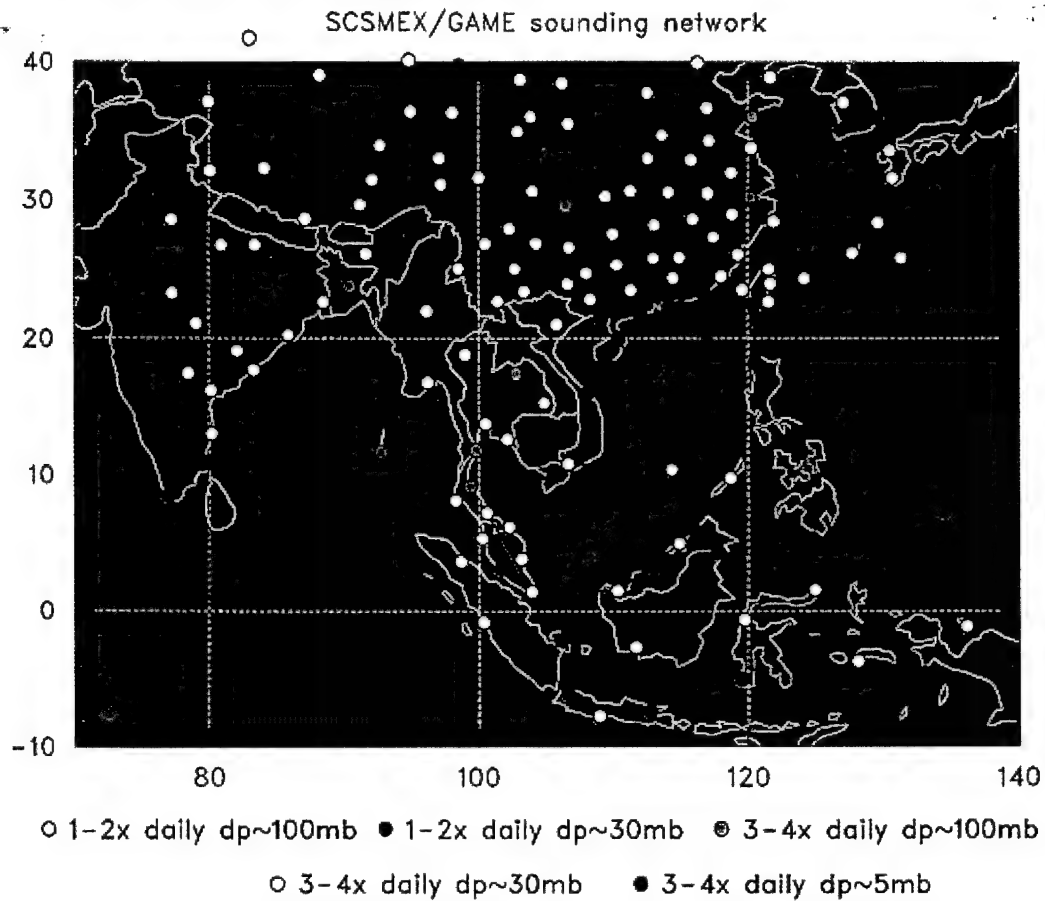 SCSMEX/GAME sounding network
40
30
20
10
0
-10
80 100 120 140
1-2x daily dp~100mb 1-2x daily dp~30mb 3-4x daily dp~100mb
3-4x daily dp~30mb 3-4x daily dp~5mb